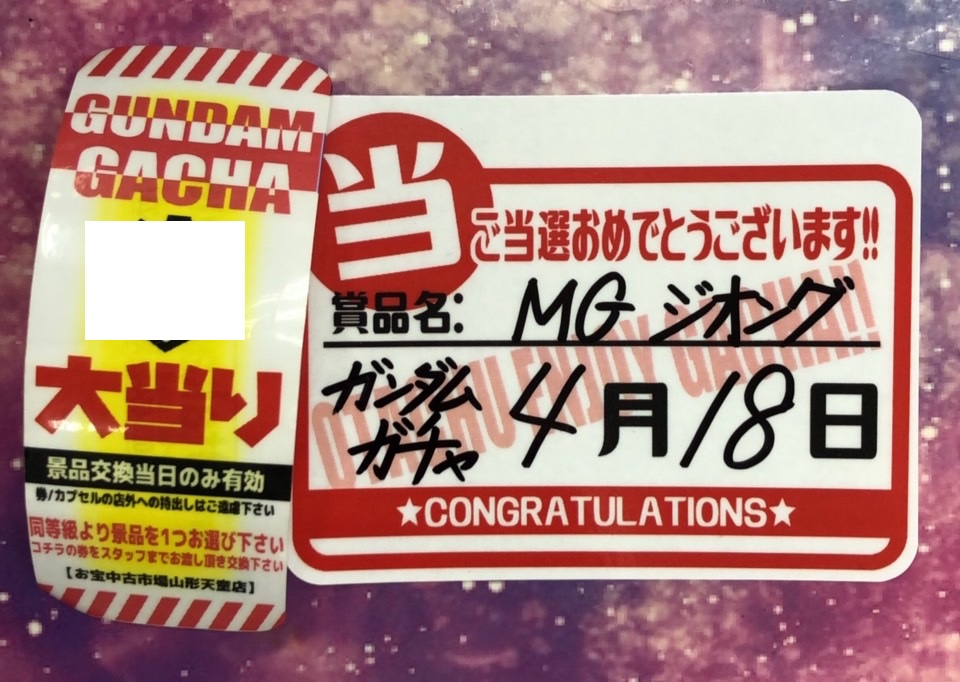 GUNDAM
GACHA
大当り
景品交換当日のみ有効
券/カプセルの店外への持出しはご遠慮下さい
同等級より景品を1つお選び下さい
コチラの券をスタッフまでお渡し頂き交換下さい
【お宝中古市場山形天童店】
当
ご当選おめでとうございます!!
賞品名: MG ジオング
ガンダム
ガチャ
4月18日
OTAKU ENJOY GACHA!!
★CONGRATULATIONS★